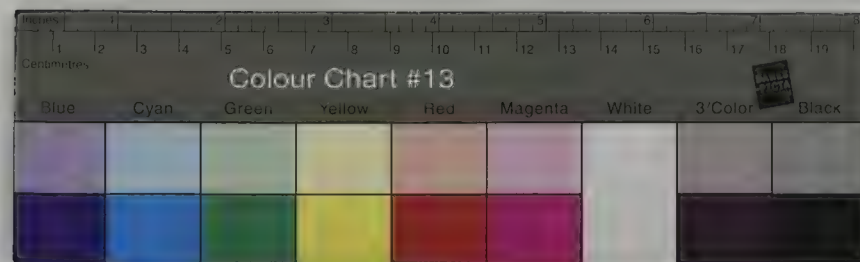 Inches 1 2 3 4 5 6 7
1 2 3 4 5 6 7 8 9 10 11 12 13 14 15 16 17 18 19
Centimetres
Colour Chart #13
Blue Cyan Green Yellow Red Magenta White 3/Color Black